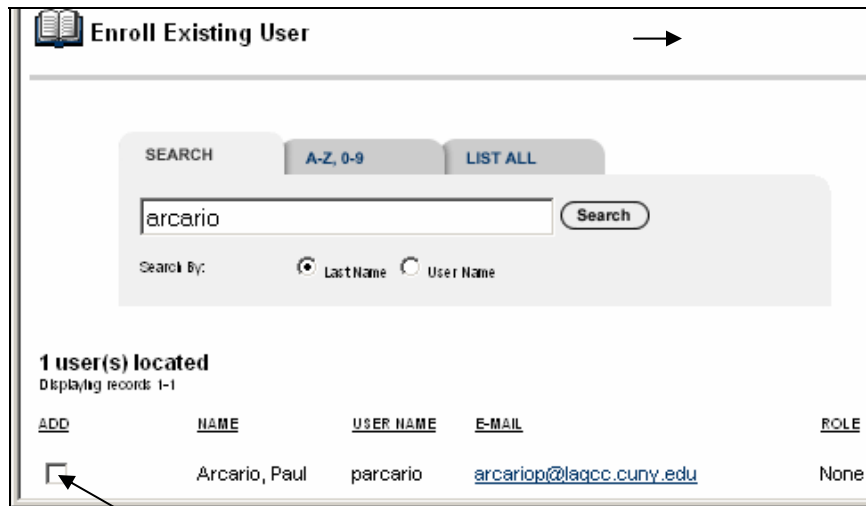 Enroll Existing User
SEARCH A-Z, 0-9 LIST ALL
arcario Search
Search By: Last Name User Name
1 user(s) located
Displaying records 1-1
ADD NAME USER NAME E-MAIL ROLE
Arcario, Paul parcario arcariop@lagcc.cuny.edu None